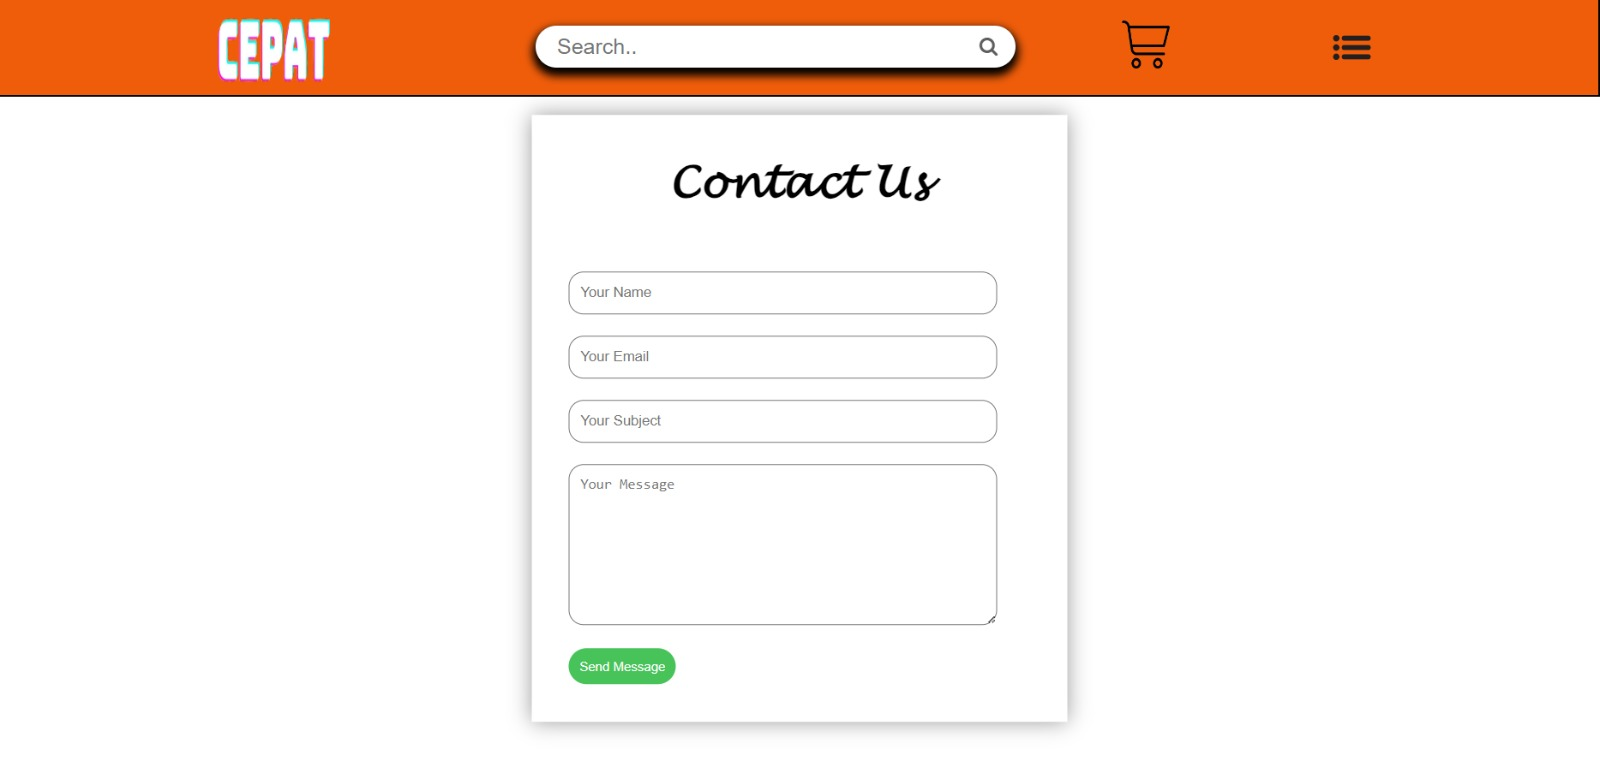 CEPAT
Search..
Contact Us
Your Name
Your Email
Your Subject
Your Message
Send Message